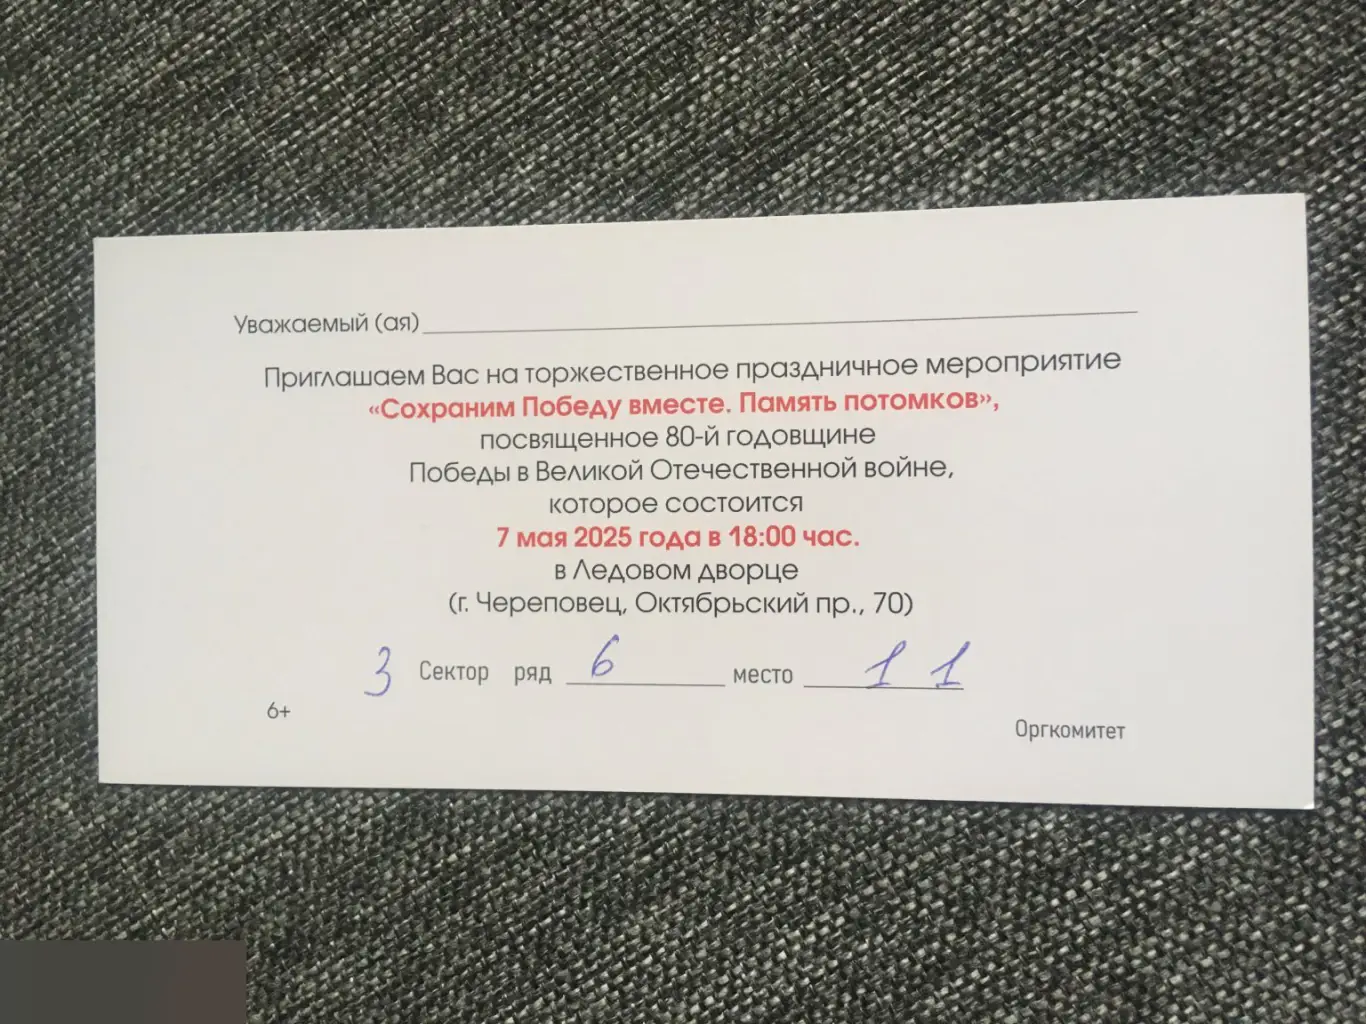 Уважаемый (ая)
Приглашаем Вас на торжественное праздничное мероприятие
«Сохраним Победу вместе. Память потомков»,
посвященное 80-й годовщине
Победы в Великой Отечественной войне,
которое состоится
7 мая 2025 года в 18:00 час.
в Ледовом дворце
(г. Череповец, Октябрьский пр., 70)
3 Сектор ряд 6 место 11
6+
Оргкомитет